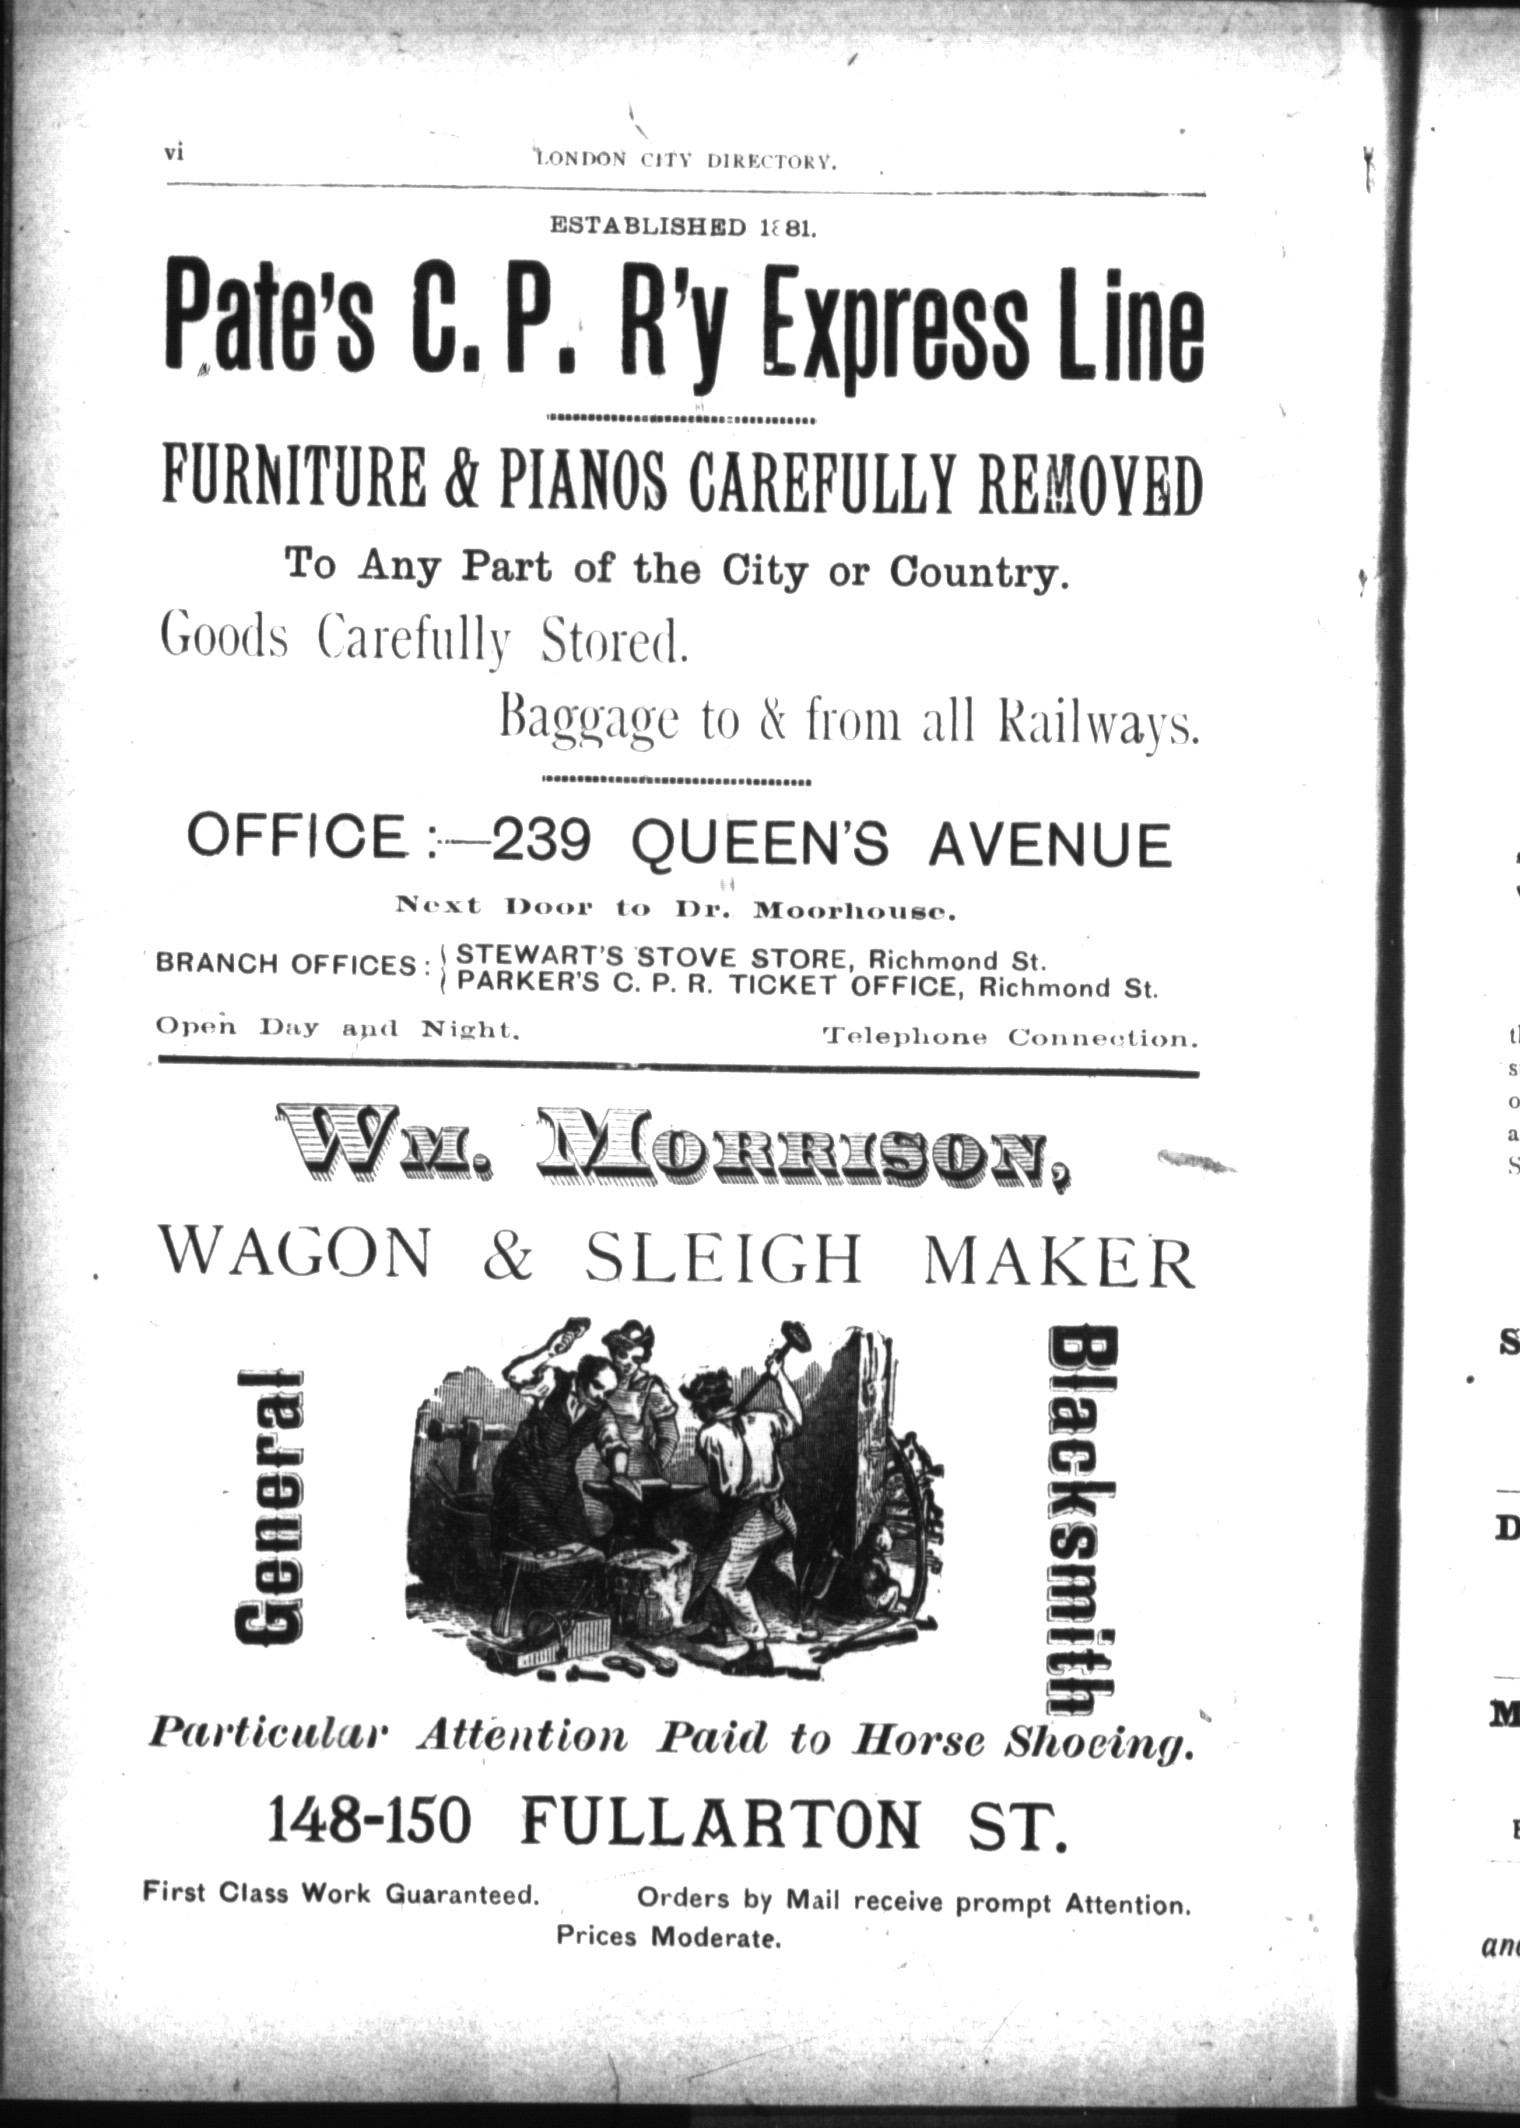 vi
LONDON CITY DIRECTORY.
ESTABLISHED 1881.
Pate's C. P. R'y Express Line
FURNITURE & PIANOS CAREFULLY REMOVED
To Any Part of the City or Country.
Goods Carefully Stored.
Baggage to & from all Railways.
OFFICE:—239 QUEEN'S AVENUE
Next Door to Dr. Moorhouse.
BRANCH OFFICES: { STEWART'S STOVE STORE, Richmond St.
PARKER'S C. P. R. TICKET OFFICE, Richmond St.
Open Day and Night. Telephone Connection.
WM. MORRISON,
WAGON & SLEIGH MAKER
General
Blacksmith
Particular Attention Paid to Horse Shoeing.
148-150 FULLARTON ST.
First Class Work Guaranteed. Orders by Mail receive prompt Attention.
Prices Moderate.